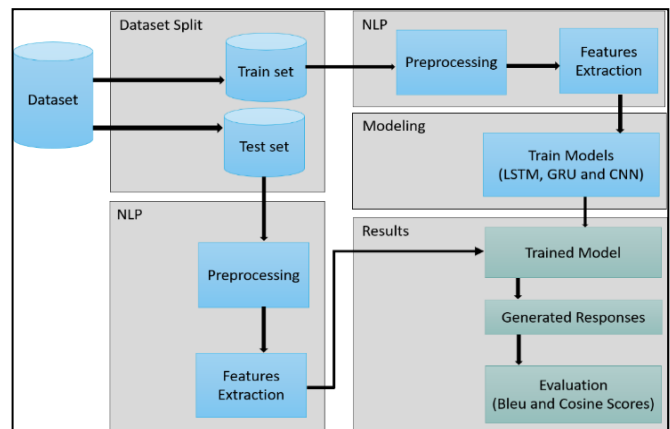 Dataset Split
Dataset
Train set
Test set
NLP
Preprocessing
Features
Extraction
Modeling
Train Models
(LSTM, GRU and CNN)
NLP
Preprocessing
Features
Extraction
Results
Trained Model
Generated Responses
Evaluation
(Bleu and Cosine Scores)